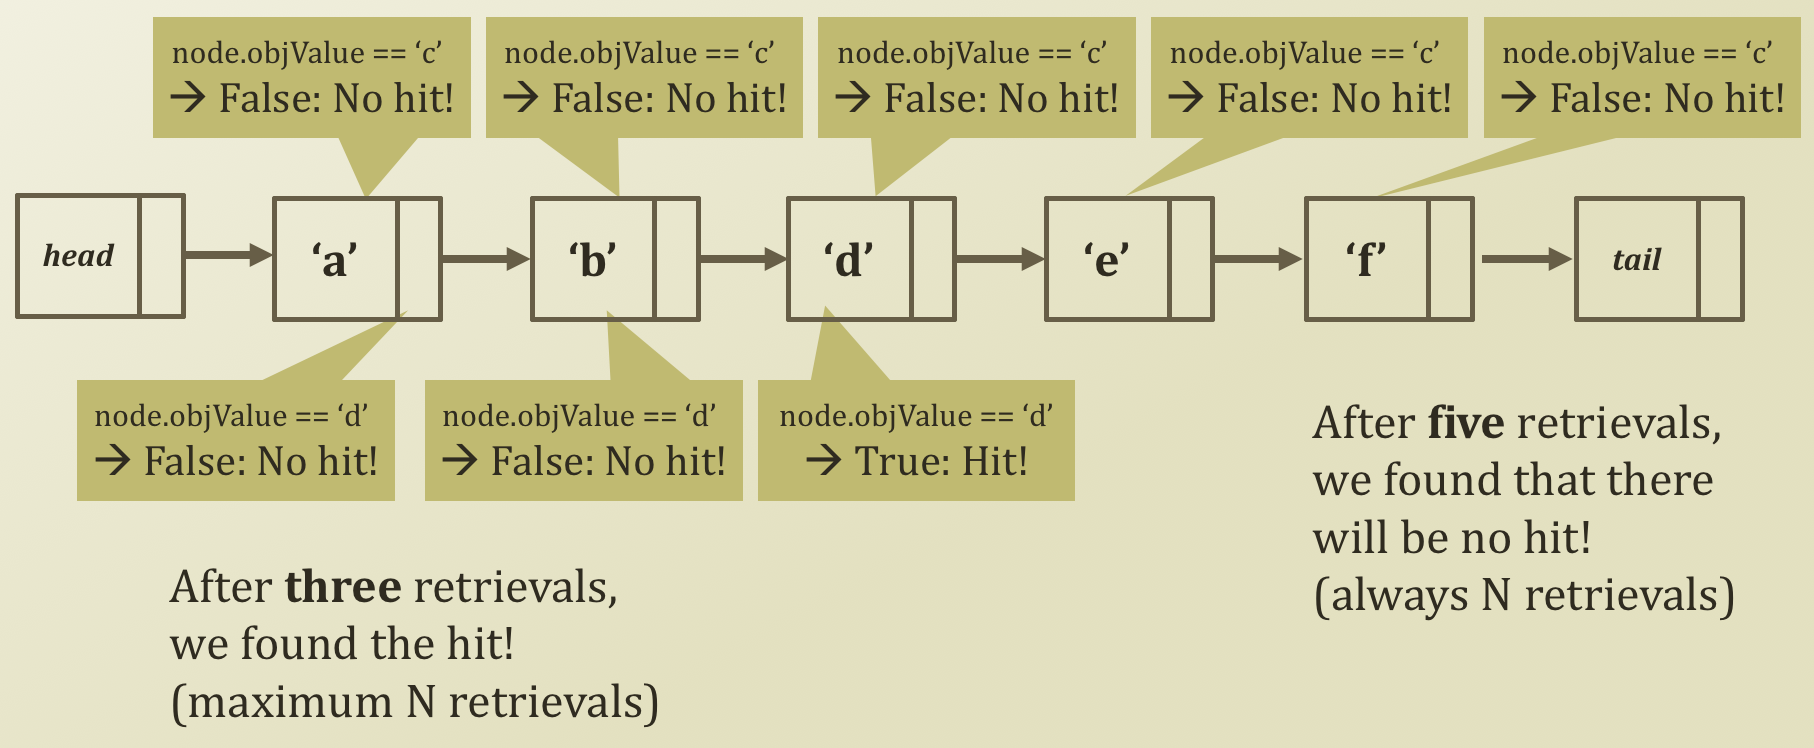 node.objValue == ‘c’
→ False: No hit!
node.objValue == ‘c’
→ False: No hit!
node.objValue == ‘c’
→ False: No hit!
node.objValue == ‘c’
→ False: No hit!
node.objValue == ‘c’
→ False: No hit!
head
‘a’
‘b’
‘d’
‘e’
‘f’
tail
node.objValue == ‘d’
→ False: No hit!
node.objValue == ‘d’
→ False: No hit!
node.objValue == ‘d’
→ True: Hit!
After three retrievals,
we found the hit!
(maximum N retrievals)
After five retrievals,
we found that there
will be no hit!
(always N retrievals)